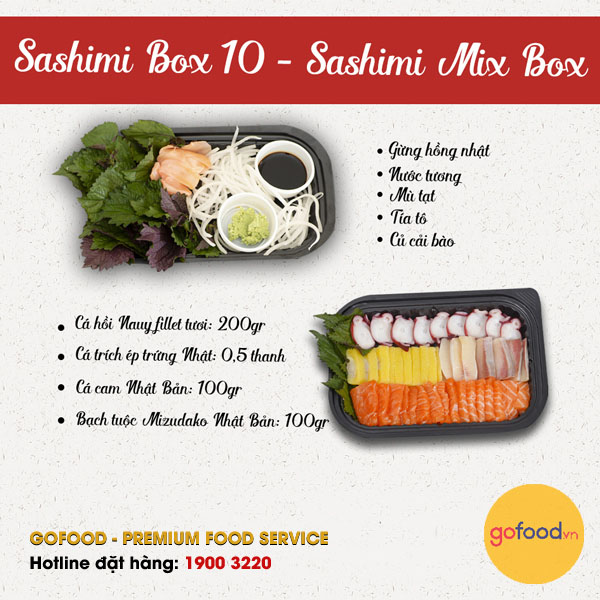 Sashimi Box 10 - Sashimi Mix Box
• Gừng hồng nhật
• Nước tương
• Mù tạt
• Tía tô
• Củ cải bào
• Cá hồi Nauy fillet tươi: 200gr
• Cá trích ép trứng Nhật: 0,5 thanh
• Cá cam Nhật Bản: 100gr
• Bạch tuộc Mizudako Nhật Bản: 100gr
GOFOOD - PREMIUM FOOD SERVICE
Hotline đặt hàng: 1900 3220
gofood.vn